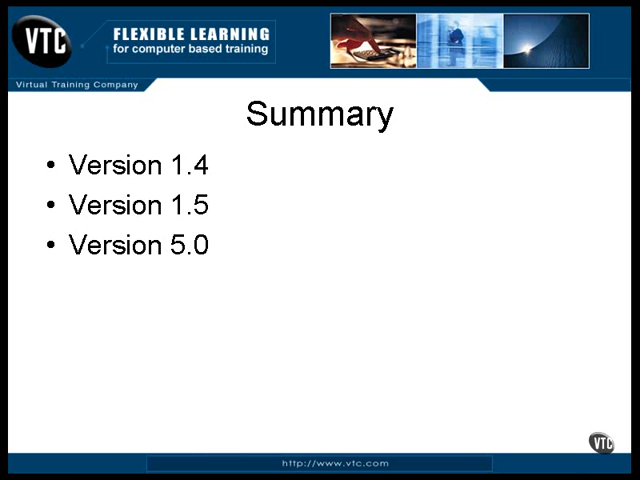 VTC
FLEXIBLE LEARNING
for computer based training
Virtual Training Company
Summary
• Version 1.4
• Version 1.5
• Version 5.0
VTC
http://www.vtc.com